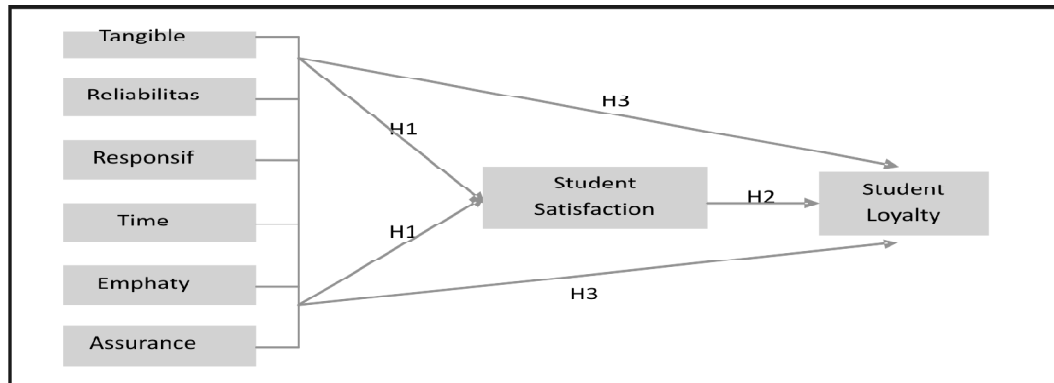 Tangible
Reliabilitas
Responsif
Time
Emphaty
Assurance
H1
H1
H3
H3
Student
Satisfaction
H2
Student
Loyalty